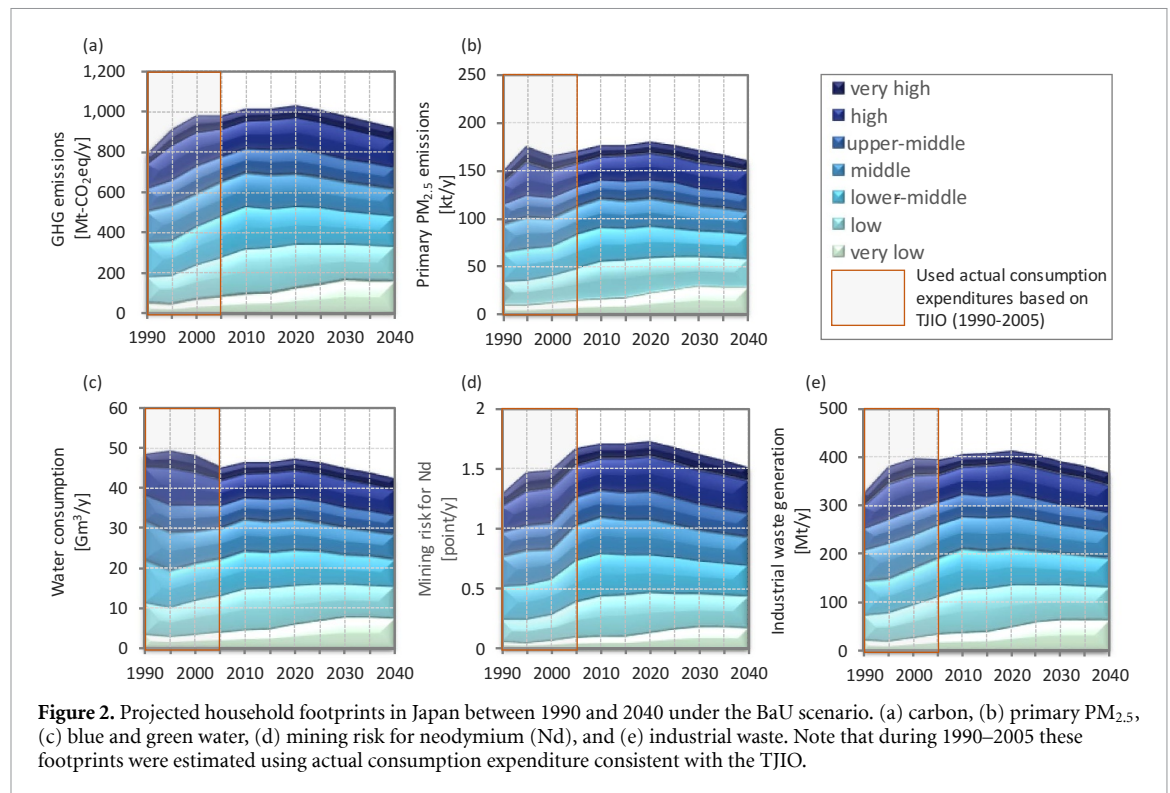 (a)
1,200
1,000
800
600
400
200
0
GHG emissions
[Mt-CO₂eq/y]
1990 2000 2010 2020 2030 2040
(b)
250
200
150
100
50
0
Primary PM₂.₅ emissions
[kt/y]
1990 2000 2010 2020 2030 2040
very high
high
upper-middle
middle
lower-middle
low
very low
Used actual consumption
expenditures based on
TJIO (1990-2005)
(c)
60
50
40
30
20
10
0
Water consumption
[Gm³/y]
1990 2000 2010 2020 2030 2040
(d)
2
1.5
1
0.5
0
Mining risk for Nd
[point/y]
1990 2000 2010 2020 2030 2040
(e)
500
400
300
200
100
0
Industrial waste generation
[Mt/y]
1990 2000 2010 2020 2030 2040
Figure 2. Projected household footprints in Japan between 1990 and 2040 under the BaU scenario. (a) carbon, (b) primary PM₂.₅,
(c) blue and green water, (d) mining risk for neodymium (Nd), and (e) industrial waste. Note that during 1990–2005 these
footprints were estimated using actual consumption expenditure consistent with the TJIO.